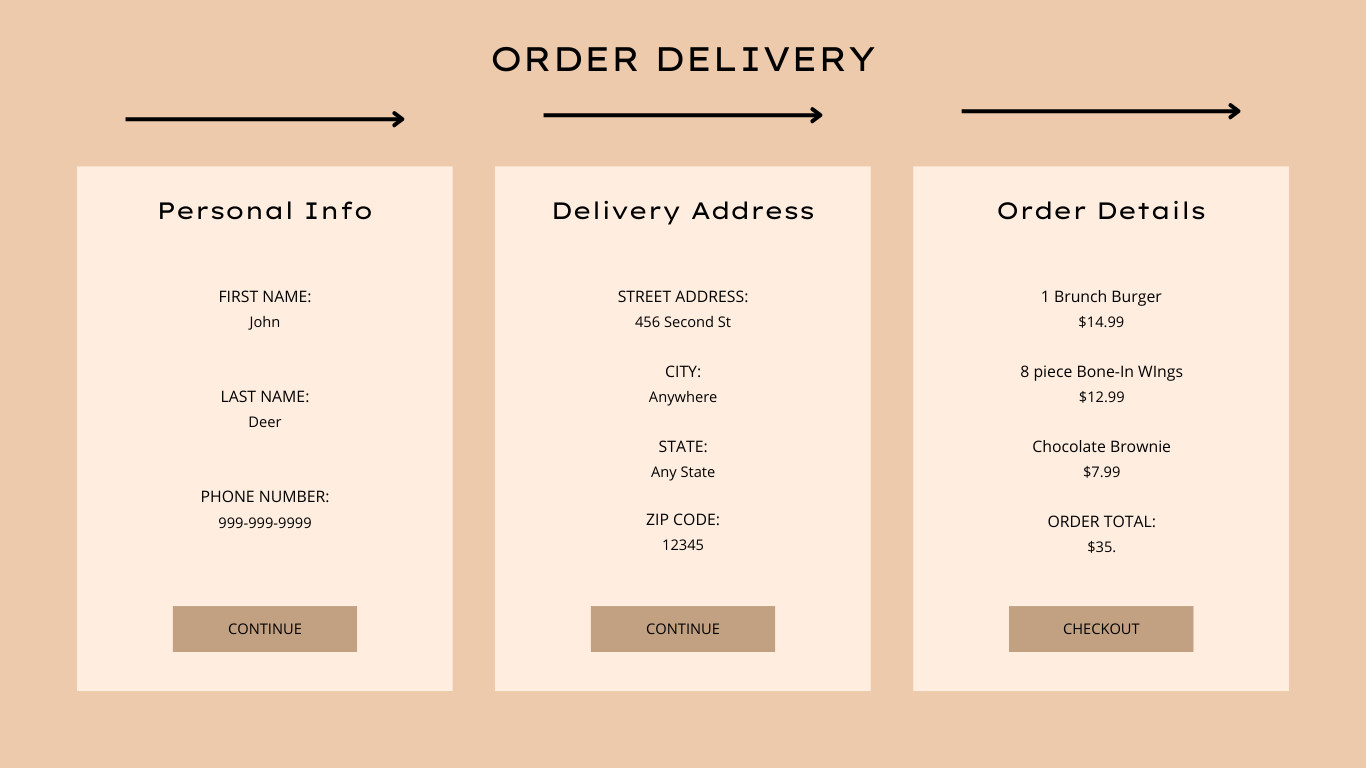 ORDER DELIVERY
Personal Info
FIRST NAME:
John
LAST NAME:
Deer
PHONE NUMBER:
999-999-9999
CONTINUE
Delivery Address
STREET ADDRESS:
456 Second St
CITY:
Anywhere
STATE:
Any State
ZIP CODE:
12345
CONTINUE
Order Details
1 Brunch Burger
$14.99
8 piece Bone-In WIngs
$12.99
Chocolate Brownie
$7.99
ORDER TOTAL:
$35.
CHECKOUT